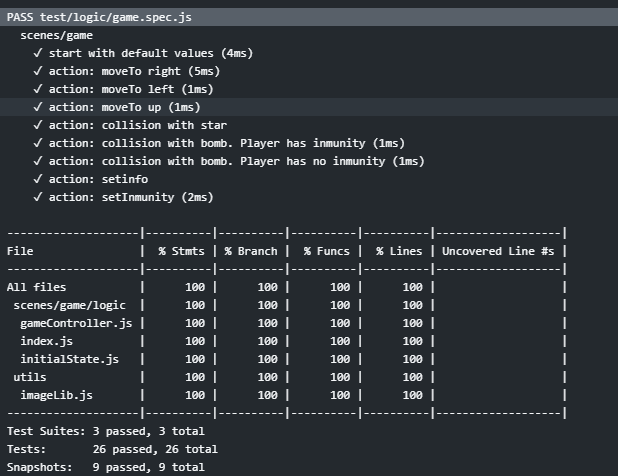 PASS test/logic/game.spec.js
scenes/game
✓ start with default values (4ms)
✓ action: moveTo right (5ms)
✓ action: moveTo left (1ms)
✓ action: moveTo up (1ms)
✓ action: collision with star
✓ action: collision with bomb. Player has inmunity (1ms)
✓ action: collision with bomb. Player has no inmunity (1ms)
✓ action: setinfo
✓ action: setInmunity (2ms)
--------------------|----------|----------|----------|----------|-------------------|
File | % Stmts | % Branch | % Funcs | % Lines | Uncovered Line #s |
--------------------|----------|----------|----------|----------|-------------------|
All files | 100 | 100 | 100 | 100 | |
scenes/game/logic | 100 | 100 | 100 | 100 | |
gameController.js | 100 | 100 | 100 | 100 | |
index.js | 100 | 100 | 100 | 100 | |
initialState.js | 100 | 100 | 100 | 100 | |
utils | 100 | 100 | 100 | 100 | |
imageLib.js | 100 | 100 | 100 | 100 | |
--------------------|----------|----------|----------|----------|-------------------|
Test Suites: 3 passed, 3 total
Tests: 26 passed, 26 total
Snapshots: 9 passed, 9 total